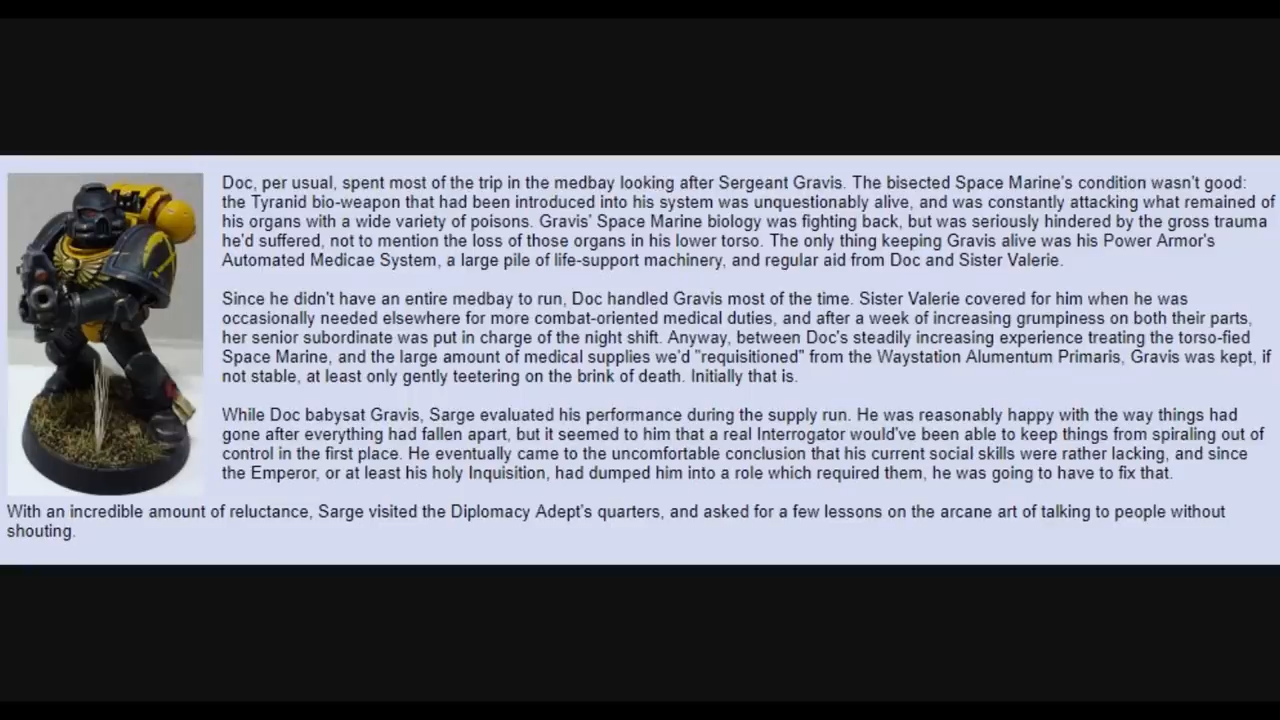 Doc, per usual, spent most of the trip in the medbay looking after Sergeant Gravis. The bisected Space Marine's condition wasn't good:
the Tyranid bio-weapon that had been introduced into his system was unquestionably alive, and was constantly attacking what remained of
his organs with a wide variety of poisons. Gravis' Space Marine biology was fighting back, but was seriously hindered by the gross trauma
he'd suffered, not to mention the loss of those organs in his lower torso. The only thing keeping Gravis alive was his Power Armor's
Automated Medicae System, a large pile of life-support machinery, and regular aid from Doc and Sister Valerie.
Since he didn't have an entire medbay to run, Doc handled Gravis most of the time. Sister Valerie covered for him when he was
occasionally needed elsewhere for more combat-oriented medical duties, and after a week of increasing grumpiness on both their parts,
her senior subordinate was put in charge of the night shift. Anyway, between Doc's steadily increasing experience treating the torso-fied
Space Marine, and the large amount of medical supplies we'd "requisitioned" from the Waystation Alumentum Primaris, Gravis was kept, if
not stable, at least only gently teetering on the brink of death. Initially that is.
While Doc babysat Gravis, Sarge evaluated his performance during the supply run. He was reasonably happy with the way things had
gone after everything had fallen apart, but it seemed to him that a real Interrogator would've been able to keep things from spiraling out of
control in the first place. He eventually came to the uncomfortable conclusion that his current social skills were rather lacking, and since
the Emperor, or at least his holy Inquisition, had dumped him into a role which required them, he was going to have to fix that.
With an incredible amount of reluctance, Sarge visited the Diplomacy Adept's quarters, and asked for a few lessons on the arcane art of talking to people without
shouting.